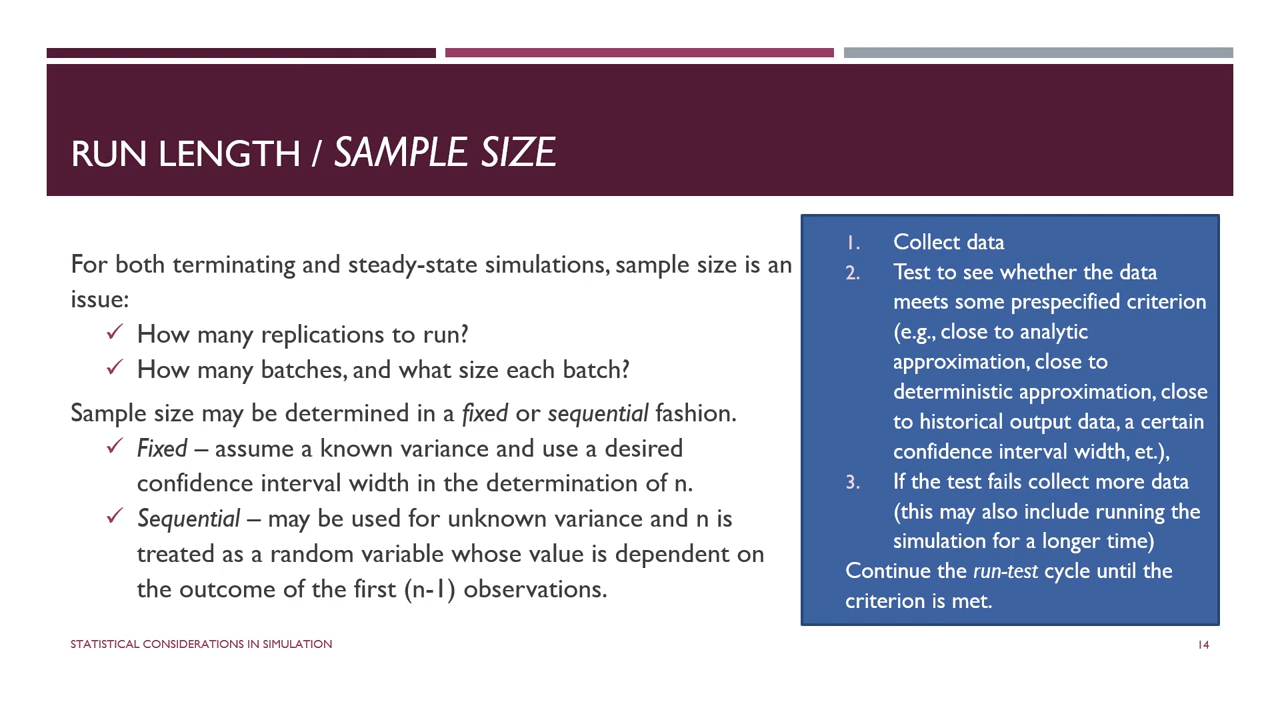 RUN LENGTH / SAMPLE SIZE
For both terminating and steady-state simulations, sample size is an
issue:
✓ How many replications to run?
✓ How many batches, and what size each batch?
Sample size may be determined in a fixed or sequential fashion.
✓ Fixed – assume a known variance and use a desired
confidence interval width in the determination of n.
✓ Sequential – may be used for unknown variance and n is
treated as a random variable whose value is dependent on
the outcome of the first (n-1) observations.
1. Collect data
2. Test to see whether the data
meets some prespecified criterion
(e.g., close to analytic
approximation, close to
deterministic approximation, close
to historical output data, a certain
confidence interval width, et.),
3. If the test fails collect more data
(this may also include running the
simulation for a longer time)
Continue the run-test cycle until the
criterion is met.
STATISTICAL CONSIDERATIONS IN SIMULATION
14